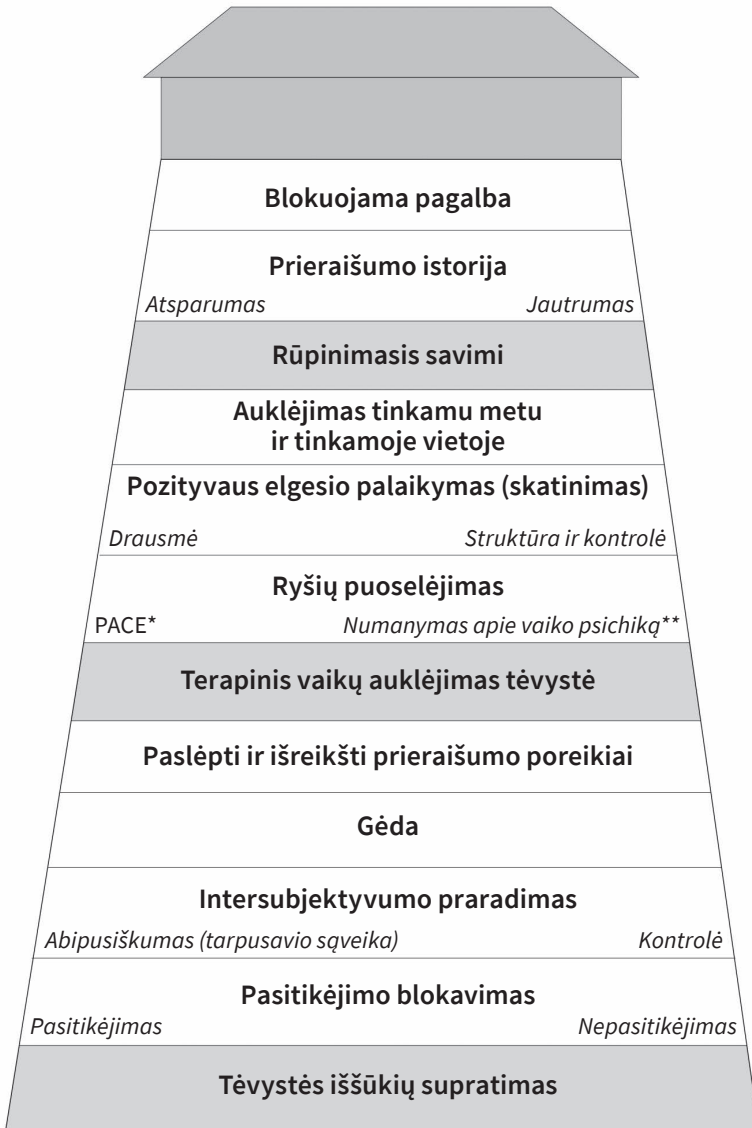 Blokuojama pagalba
Prieraišumo istorija
Atsparumas Jautrumas
Rūpinimasis savimi
Auklėjimas tinkamu metu
ir tinkamoje vietoje
Pozityvaus elgesio palaikymas (skatinimas)
Drausmė Struktūra ir kontrolė
Ryšių puoselėjimas
PACE* Numanymas apie vaiko psichiką**
Terapinis vaikų auklėjimas tėvystė
Paslėpti ir išreikšti prieraišumo poreikiai
Gėda
Intersubjektyvumo praradimas
Abipusiškumas (tarpusavio sąveika) Kontrolė
Pasitikėjimo blokavimas
Pasitikėjimas Nepasitikėjimas
Tėvystės iššūkių supratimas